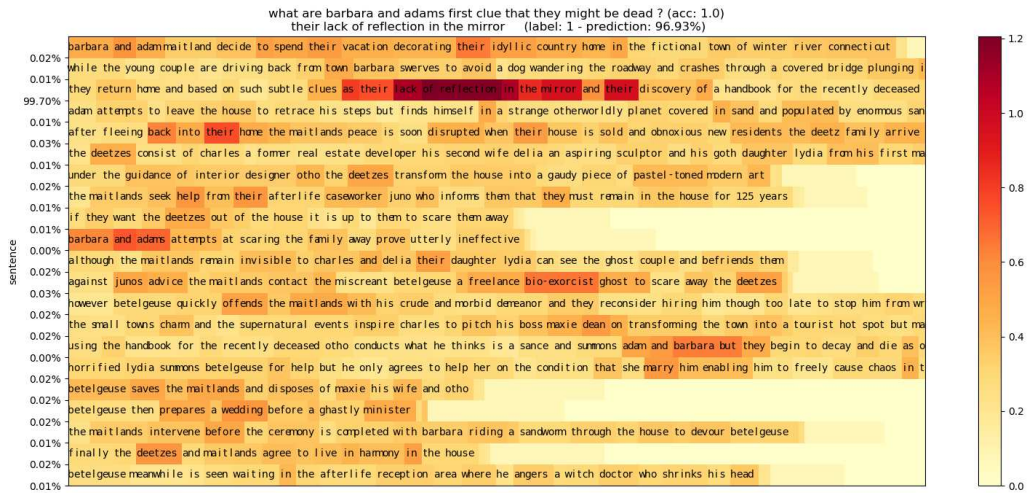 what are barbara and adams first clue that they might be dead ? (acc: 1.0)
their lack of reflection in the mirror (label: 1 - prediction: 96.93%)
barbara and adam maitland decide to spend their vacation decorating their idyllic country home in the fictional town of winter river connecticut
0.02%
while the young couple are driving back from town barbara swerves to avoid a dog wandering the roadway and crashes through a covered bridge plunging i
0.01%
they return home and based on such subtle clues as their lack of reflection in the mirror and their discovery of a handbook for the recently deceased
99.70%
adam attempts to leave the house to retrace his steps but finds himself in a strange otherworldly planet covered in sand and populated by enormous san
0.01%
after fleeing back into their home the maitlands peace is soon disrupted when their house is sold and obnoxious new residents the deetz family arrive
0.03%
the deetzes consist of charles a former real estate developer his second wife delia an aspiring sculptor and his goth daughter lydia from his first ma
0.01%
under the guidance of interior designer otho the deetzes transform the house into a gaudy piece of pastel-toned modern art
0.02%
the maitlands seek help from their afterlife caseworker juno who informs them that they must remain in the house for 125 years
0.01%
if they want the deetzes out of the house it is up to them to scare them away
0.01%
barbara and adams attempts at scaring the family away prove utterly ineffective
0.00%
although the maitlands remain invisible to charles and delia their daughter lydia can see the ghost couple and befriends them
0.02%
against junos advice the maitlands contact the miscreant betelgeuse a freelance bio-exorcist ghost to scare away the deetzes
0.03%
however betelgeuse quickly offends the maitlands with his crude and morbid demeanor and they reconsider hiring him though too late to stop him from wr
0.02%
the small towns charm and the supernatural events inspire charles to pitch his boss maxie dean on transforming the town into a tourist hot spot but ma
0.02%
using the handbook for the recently deceased otho conducts what he thinks is a sance and summons adam and barbara but they begin to decay and die as o
0.00%
horrified lydia summons betelgeuse for help but he only agrees to help her on the condition that she marry him enabling him to freely cause chaos in t
0.02%
betelgeuse saves the maitlands and disposes of maxie his wife and otho
0.02%
betelgeuse then prepares a wedding before a ghastly minister
0.02%
the maitlands intervene before the ceremony is completed with barbara riding a sandworm through the house to devour betelgeuse
0.01%
finally the deetzes and maitlands agree to live in harmony in the house
0.02%
betelgeuse meanwhile is seen waiting in the afterlife reception area where he angers a witch doctor who shrinks his head
0.01%
sentence
1.2
1.0
0.8
0.6
0.4
0.2
0.0